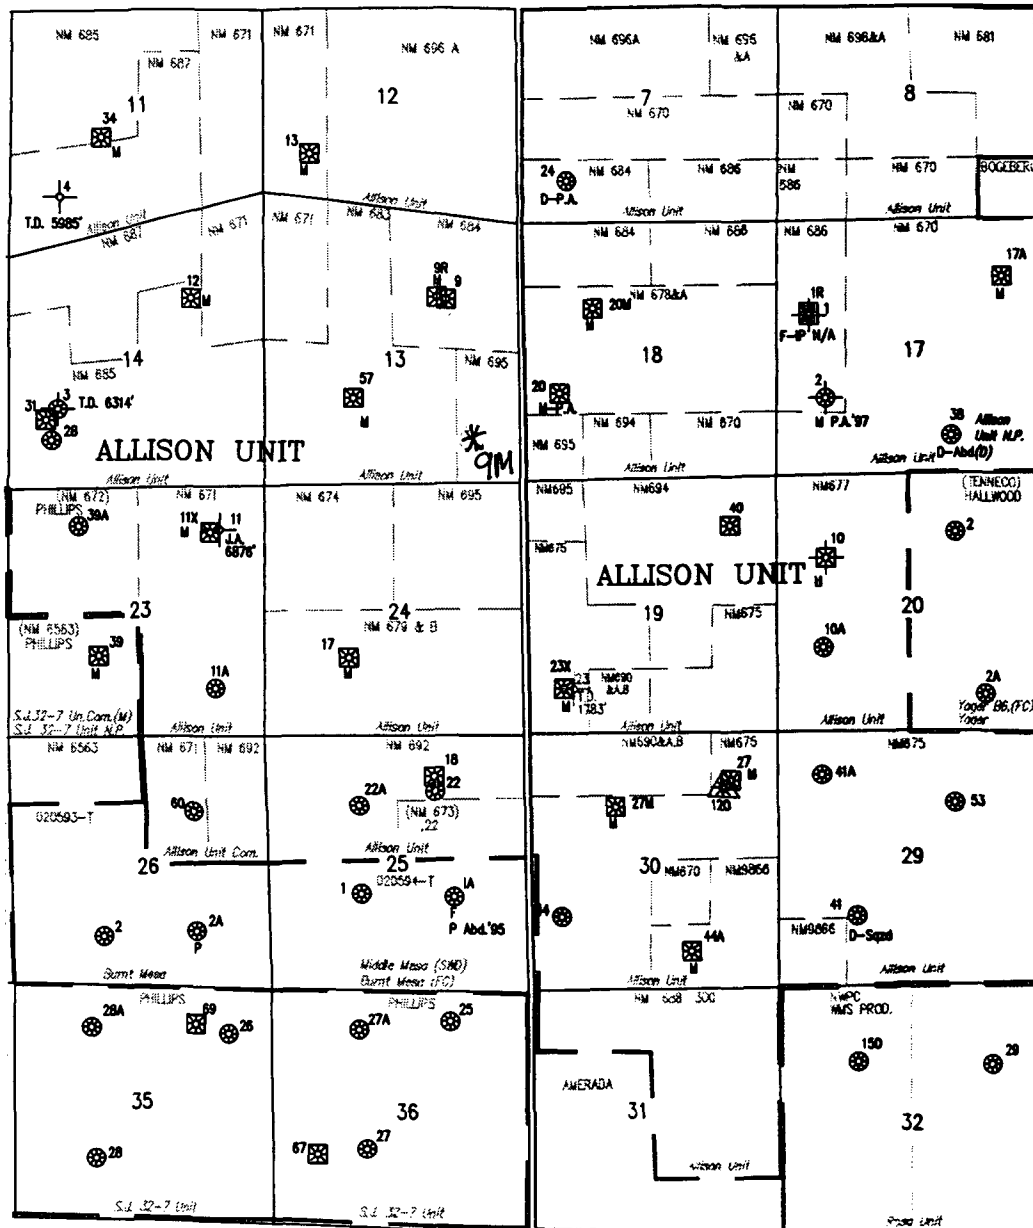 NM 685
NM 671
NM 671
NM 696 A
NM 696A
NM 696 &A
NM 696&A
NM 681
NM 687
11
12
7
8
NM 670
NM 670
34
M
13
M
NM 684
NM 686
NM 686
NM 670
24
D-P.A.
4
T.D. 5985'
Allison Unit
Allison Unit
Allison Unit
Allison Unit
NM 687
NM 671
NM 671
NM 683
NM 684
NM 684
NM 686
NM 670
17A
M
12
M
9R
M
9
NM 678&A
20M
M
1R
1
F-IP N/A
14
13
18
17
NM 685
NM 695
57
M
20
M-P.A.
2
M P.A.'97
31
3
T.D. 6314'
28
38
Allison
Unit N.P.
D-Abd.(D)
ALLISON UNIT
9M
NM 695
NM 694
NM 670
Allison Unit
Allison Unit
Allison Unit
Allison Unit
(NM 672)
PHILLIPS
NM 671
NM 674
NM 695
NM685
NM694
NM677
(TENNECO)
HALLWOOD
39A
11X
M
11
J.A.
6876'
40
10
M
2
NM675
ALLISON UNIT
23
24
19
20
(NM 6563)
PHILLIPS
NM 679 & B
NM675
39
M
17
M
10A
11A
23X
M
23
T.D.
1783'
NM690
&A,B
2A
Yager B6,(FC)
Yager
S.J.32-7 Un.Com.(M)
S.J. 32-7 Unit N.P.
Allison Unit
Allison Unit
Allison Unit
Allison Unit
NM 6563
NM 671
NM 692
NM 692
NM690&A,B
NM675
NM675
18
22
22A
60
27
M
27M
M
120
41A
53
020593-T
(NM 673)
,22
Allison Unit Com.
Allison Unit
26
25
30
29
NM670
NM9866
1
020594-T
1A
F
P Abd.'95
2
2A
P
44A
M
41
D-Sqzd
NM9866
Burnt Mesa
Middle Mesa (SWD)
Burnt Mesa (FC)
Allison Unit
Allison Unit
PHILLIPS
PHILLIPS
NWPC
WMS PROD.
28A
69
26
27A
25
150
29
AMERADA
35
36
31
32
28
67
27
S.J. 32-7 Unit
S.J. 32-7 Unit
Allison Unit
Rosa Unit